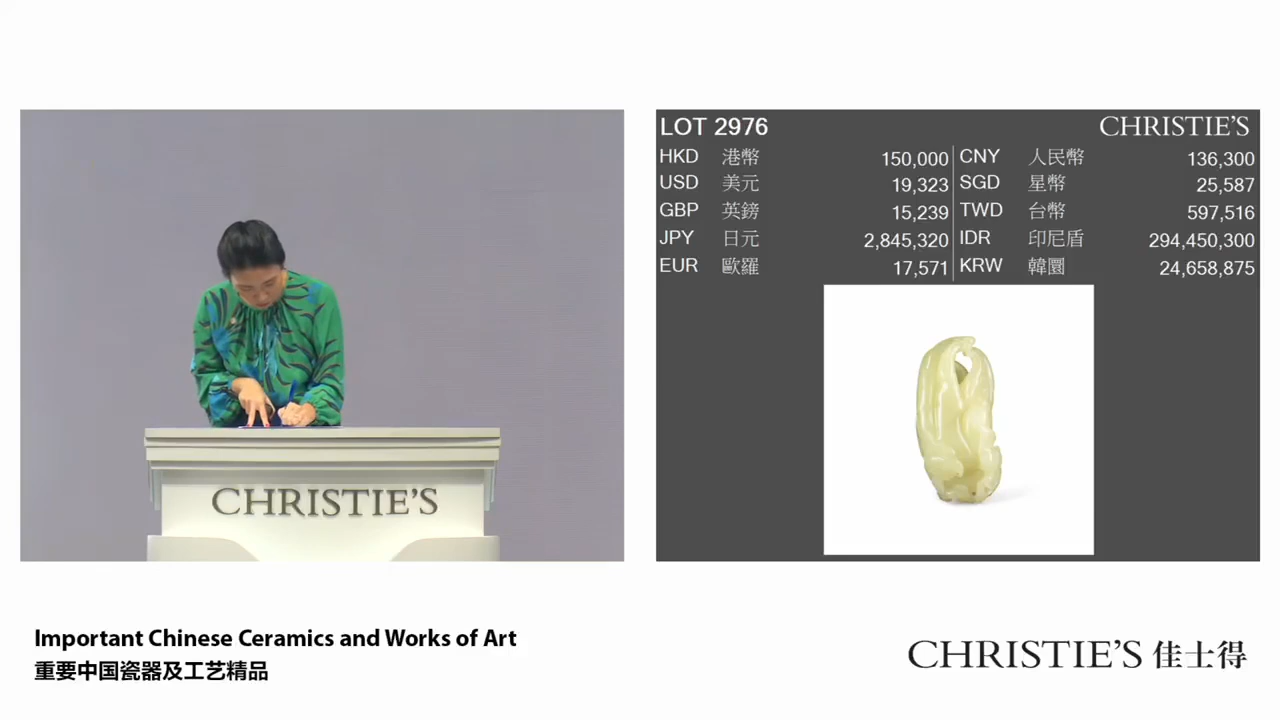 CHRISTIE'S
LOT 2976 CHRISTIE'S
HKD 港幣 150,000 CNY 人民幣 136,300
USD 美元 19,323 SGD 星幣 25,587
GBP 英鎊 15,239 TWD 台幣 597,516
JPY 日元 2,845,320 IDR 印尼盾 294,450,300
EUR 歐羅 17,571 KRW 韓圜 24,658,875
Important Chinese Ceramics and Works of Art
重要中国瓷器及工艺精品
CHRISTIE'S 佳士得